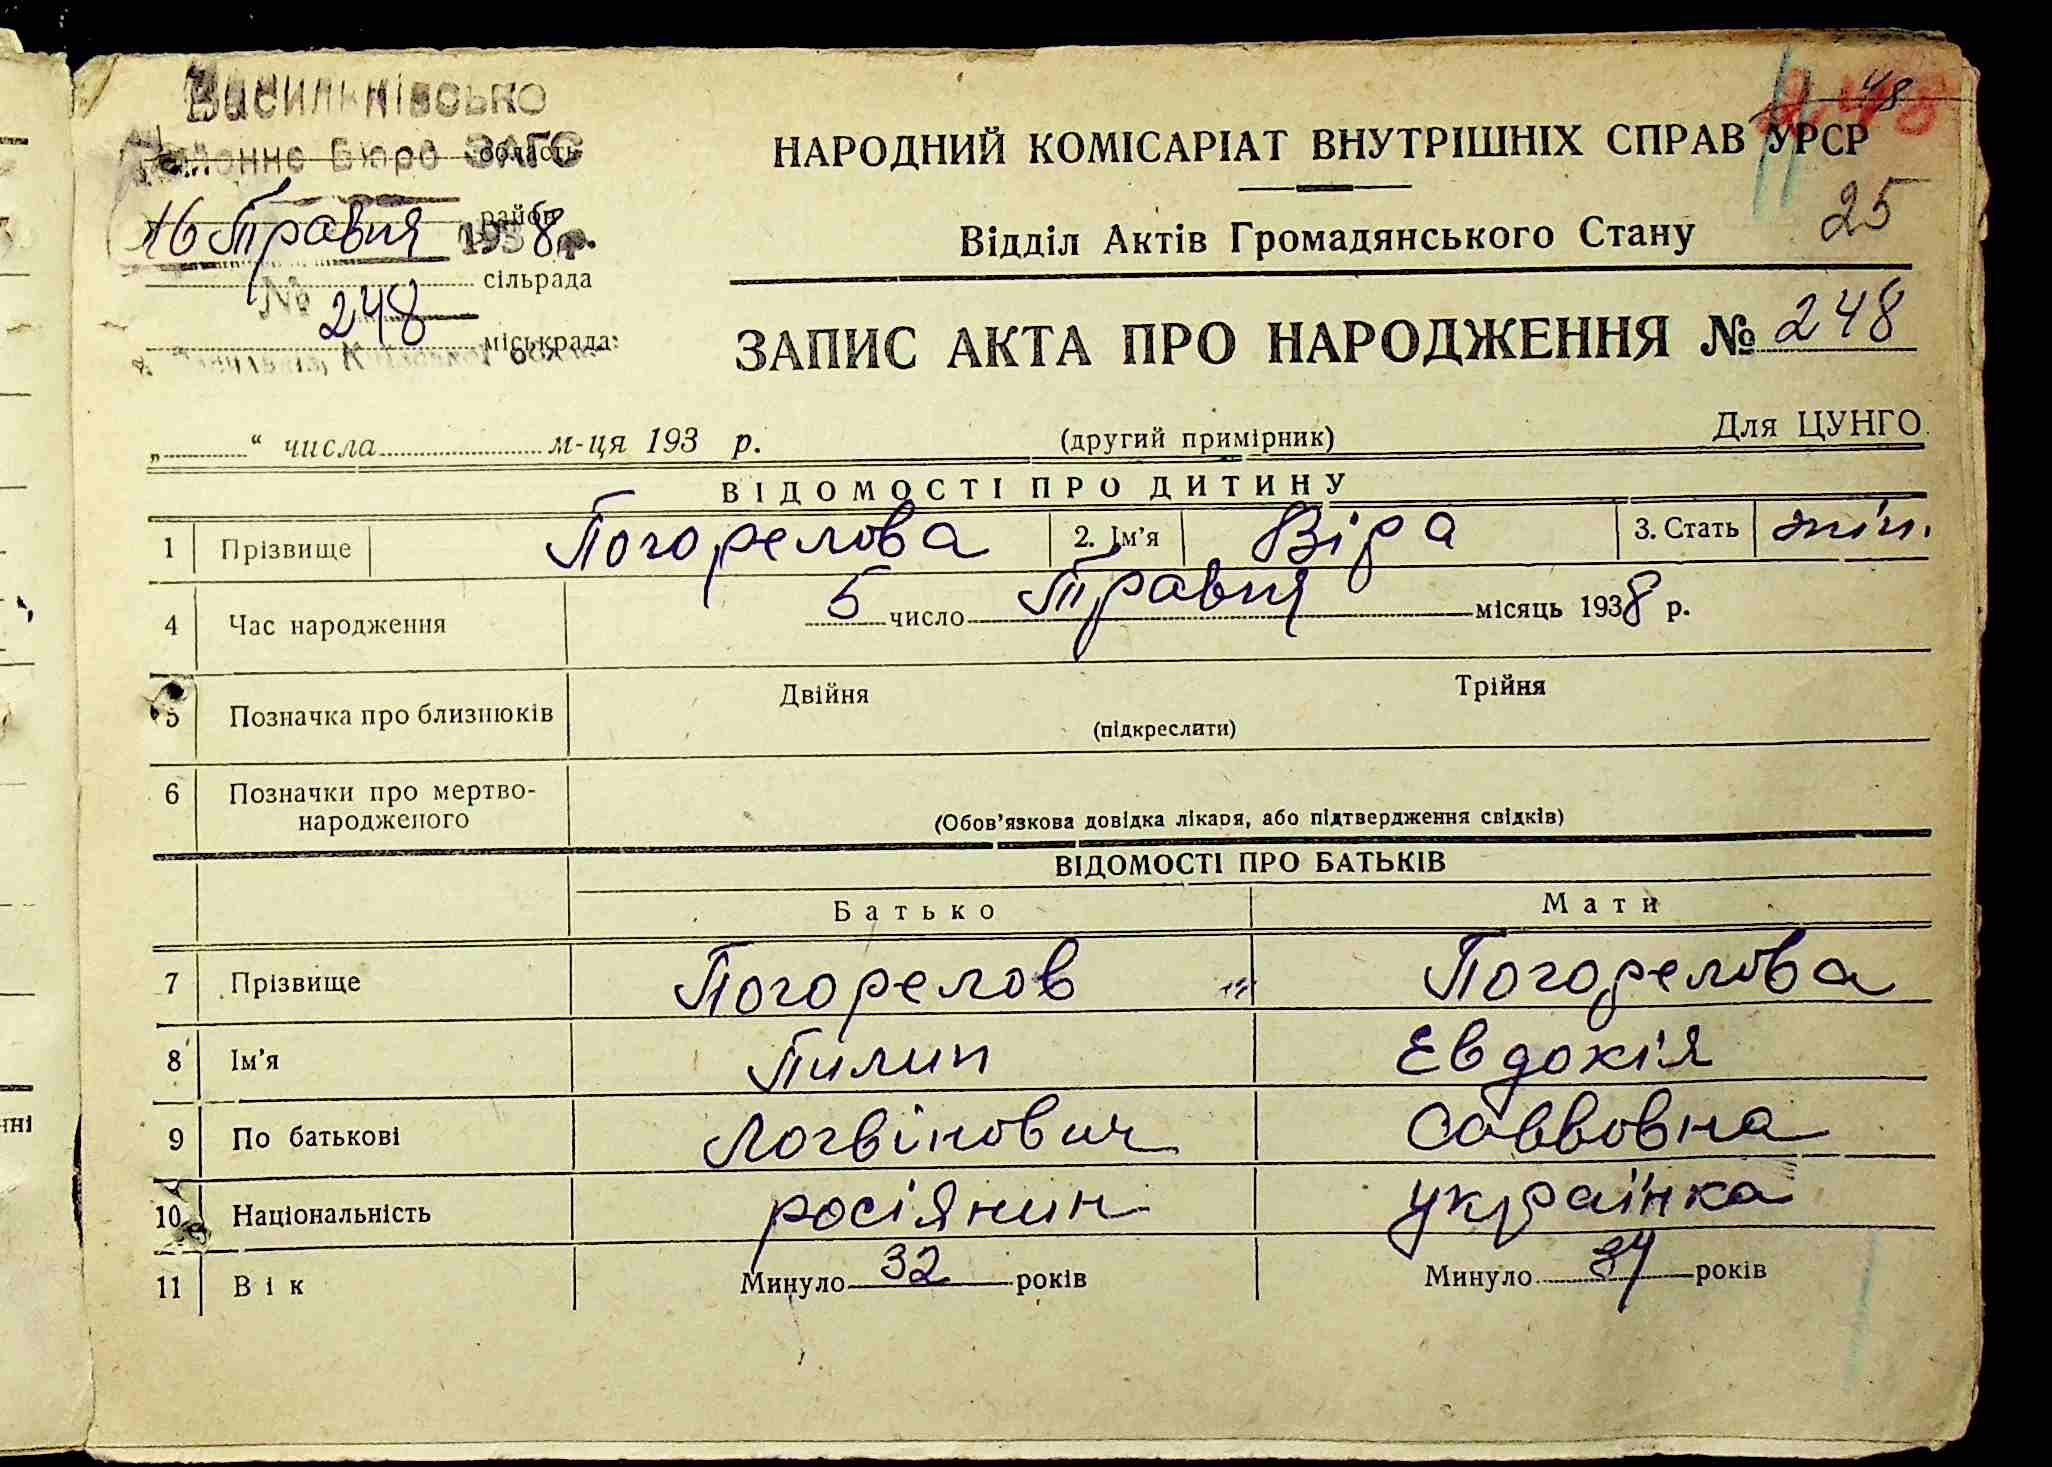 Васильківсько
Районне Бюро ЗАГС
область
район
16 Травня 1938 р.
сільрада
№ 248
міськрада
48
НАРОДНИЙ КОМІСАРІАТ ВНУТРІШНІХ СПРАВ УРСР
25
Відділ Актів Громадянського Стану
ЗАПИС АКТА ПРО НАРОДЖЕННЯ № 248
„ “ числа м-ця 193 р. (другий примірник) Для ЦУНГО
ВІДОМОСТІ ПРО ДИТИНУ
1 Прізвище Погорелова 2. Ім'я Віра 3. Стать жін.
4 Час народження 5 число Травня місяць 1938 р.
5 Позначка про близнюків Двійня Трійня
(підкреслити)
6 Позначки про мертво-
народженого (Обов'язкова довідка лікаря, або підтвердження свідків)
ВІДОМОСТІ ПРО БАТЬКІВ
Батько Мати
7 Прізвище Погорелов Погорелова
8 Ім'я Пилип Евдокія
9 По батькові Логвінович Саввовна
10 Національність росіянин українка
11 Вік Минуло 32 років Минуло 34 років